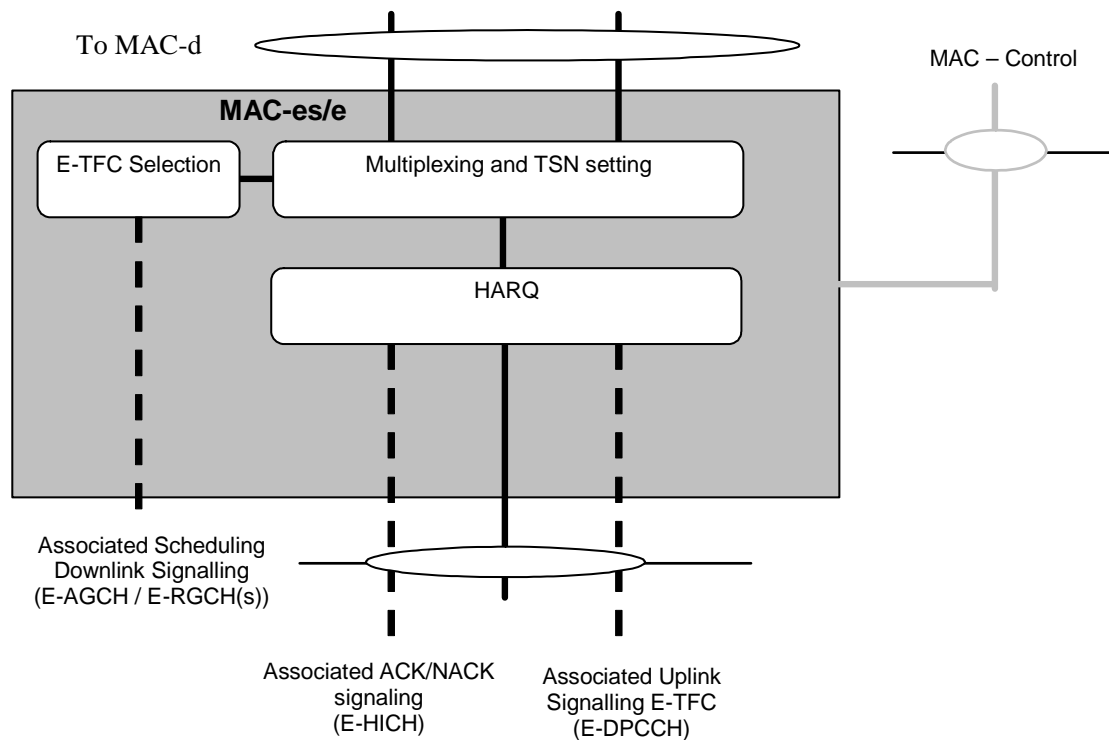 To MAC-d
MAC – Control
MAC-es/e
E-TFC Selection
Multiplexing and TSN setting
HARQ
Associated Scheduling
Downlink Signalling
(E-AGCH / E-RGCH(s))
Associated ACK/NACK
signaling
(E-HICH)
Associated Uplink
Signalling E-TFC
(E-DPCCH)